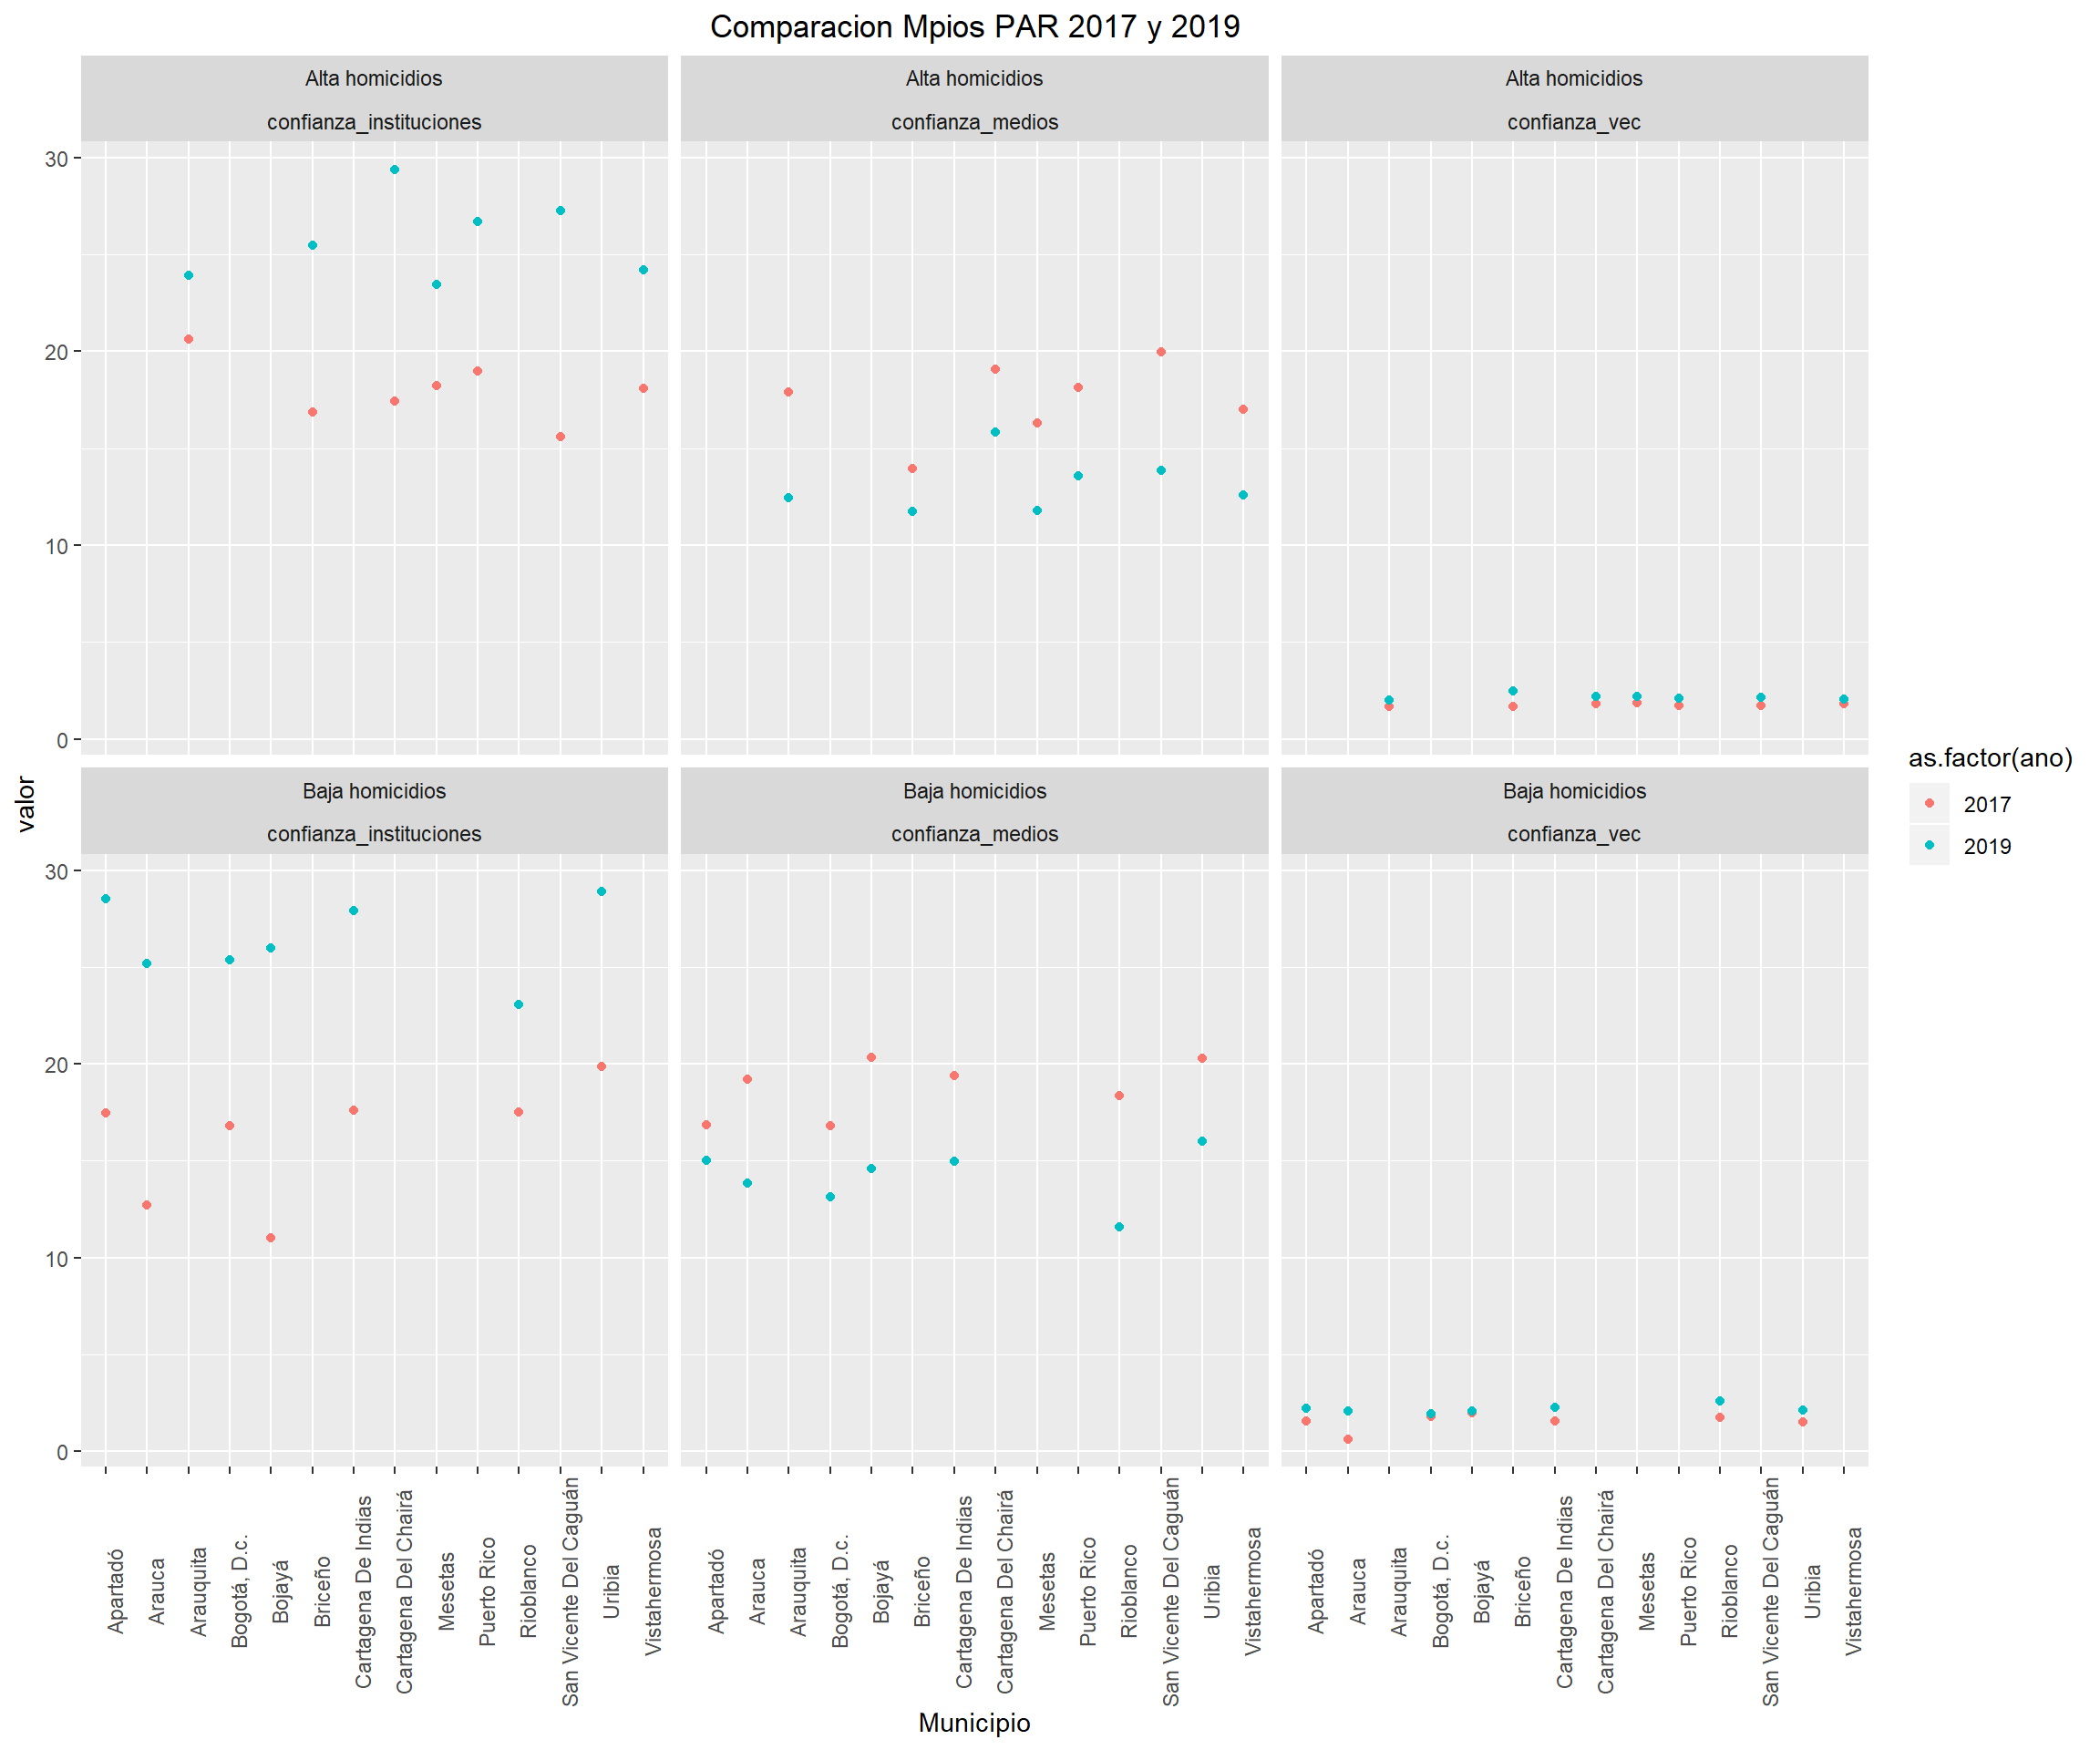 Comparacion Mpios PAR 2017 y 2019
Alta homicidios
confianza_instituciones
Alta homicidios
confianza_medios
Alta homicidios
confianza_vec
30
20
10
0
Baja homicidios
confianza_instituciones
Baja homicidios
confianza_medios
Baja homicidios
confianza_vec
30
20
10
0
valor
Apartadó
Arauca
Arauquita
Bogotá, D.c.
Bojayá
Briceño
Cartagena De Indias
Cartagena Del Chairá
Mesetas
Puerto Rico
Rioblanco
San Vicente Del Caguán
Uribia
Vistahermosa
Apartadó
Arauca
Arauquita
Bogotá, D.c.
Bojayá
Briceño
Cartagena De Indias
Cartagena Del Chairá
Mesetas
Puerto Rico
Rioblanco
San Vicente Del Caguán
Uribia
Vistahermosa
Apartadó
Arauca
Arauquita
Bogotá, D.c.
Bojayá
Briceño
Cartagena De Indias
Cartagena Del Chairá
Mesetas
Puerto Rico
Rioblanco
San Vicente Del Caguán
Uribia
Vistahermosa
Municipio
as.factor(ano)
2017
2019